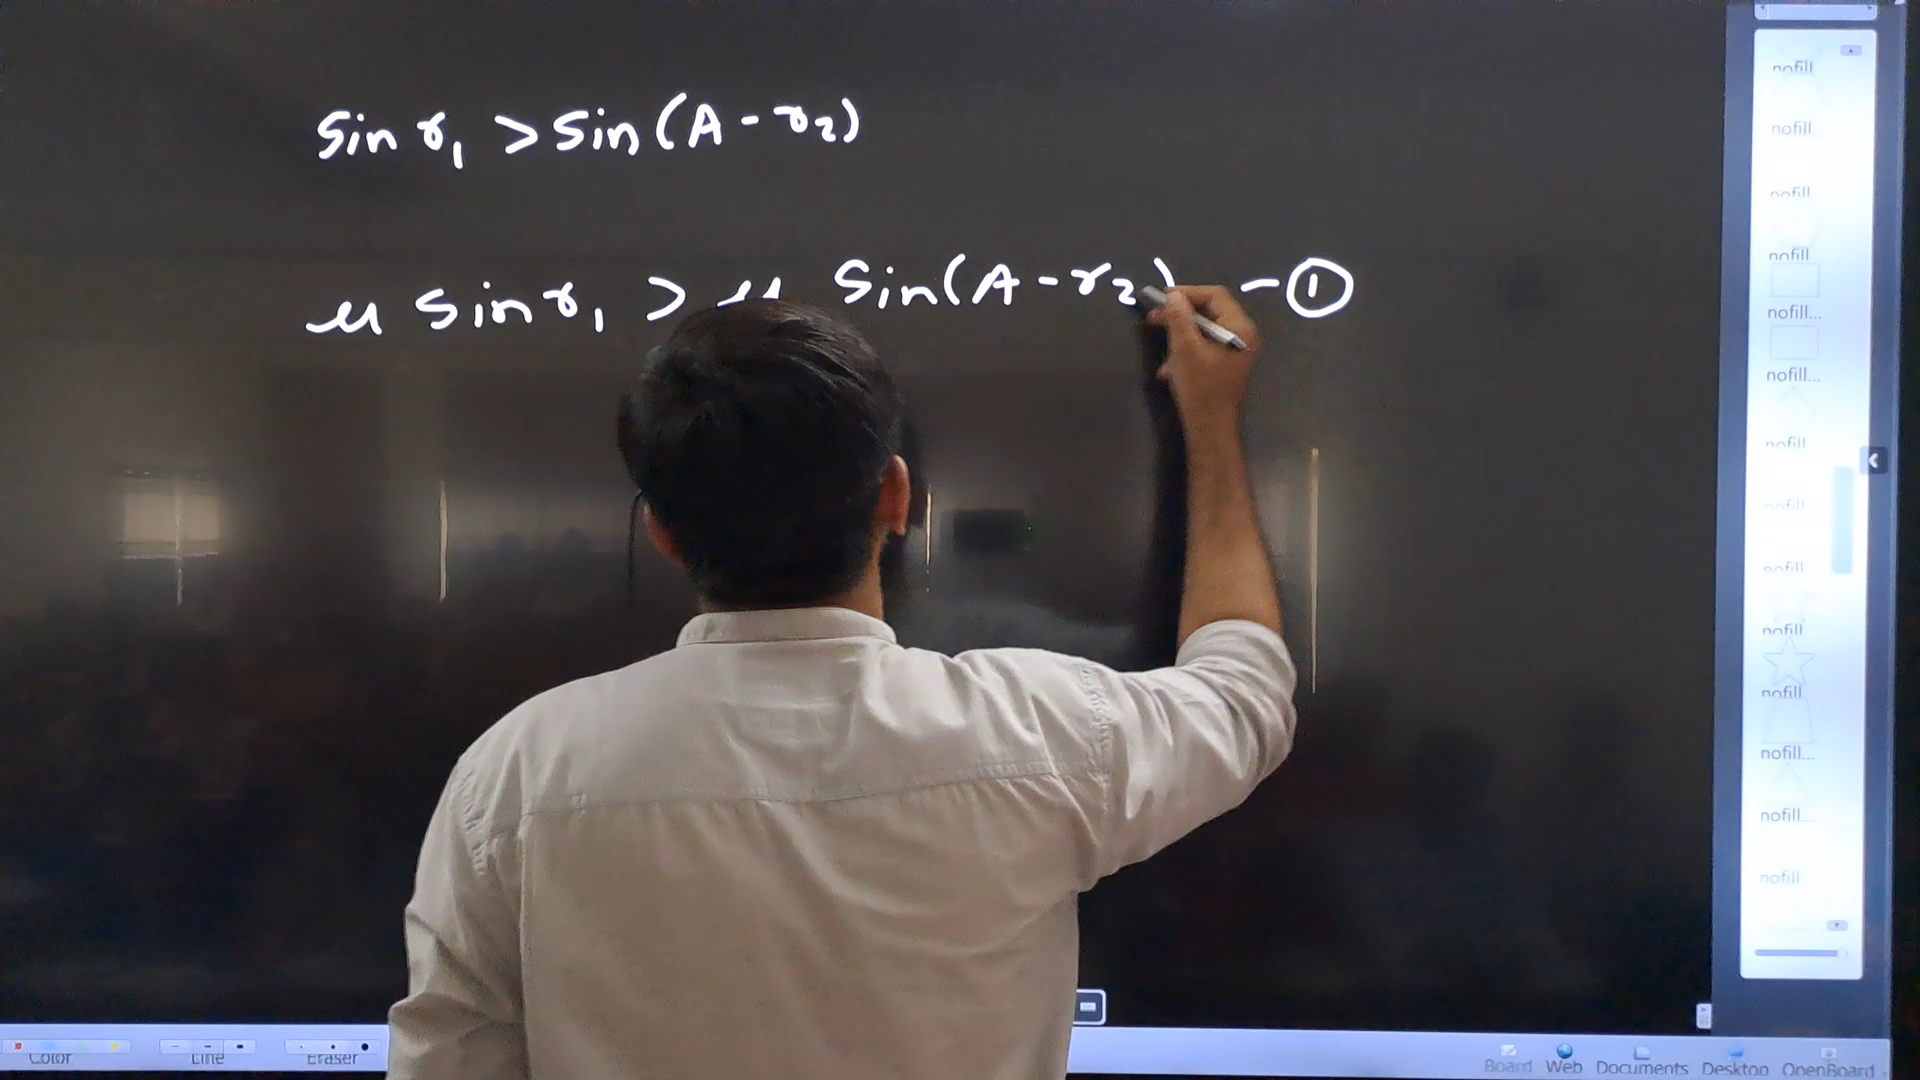 sin r₁ > sin(A - r₂)
μ sin r₁ > μ sin(A - r₂) - ①
nofill
nofill...
nofill
nofill
nofill...
nofill...
nofill
nofill
nofill
nofill
nofill
nofill...
nofill...
nofill
Color Line Eraser Board Web Documents Desktop OpenBoard